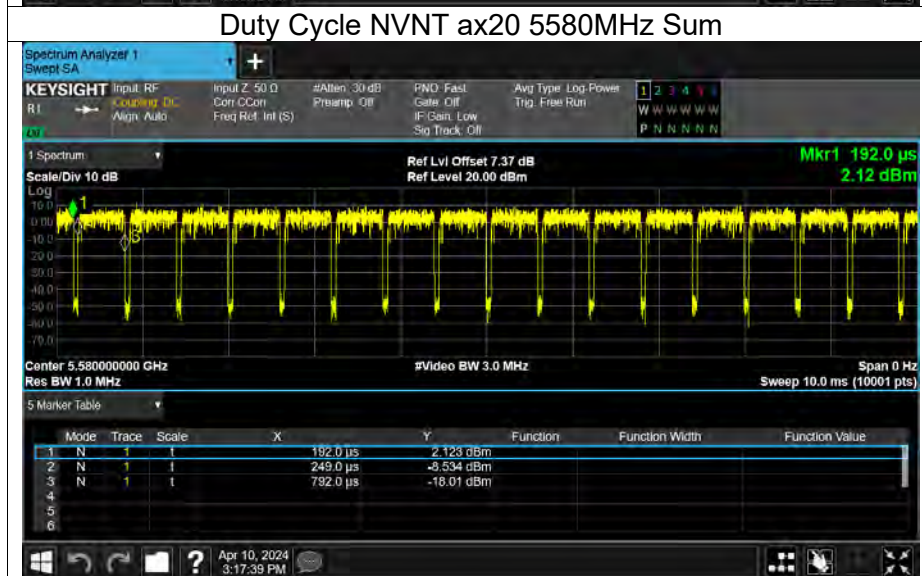 Duty Cycle NVNT ax20 5580MHz Sum
Spectrum Analyzer 1
Swept SA
+
KEYSIGHT Input: RF Input Z: 50 Ω #Atten: 30 dB PNO: Fast Avg Type: Log-Power 1 2 3 4 5 6
Coupling: DC Corr CCorr Preamp: Off Gate: Off Trig: Free Run W W W W W W
Align: Auto Freq Ref: Int (S) IF Gain: Low
Sig Track: Off P N N N N N
1 Spectrum Ref Lvl Offset 7.37 dB Mkr1 192.0 µs
Scale/Div 10 dB Ref Level 20.00 dBm 2.12 dBm
Log
10.0 1
0.00
-10.0 3
-20.0
-30.0
-40.0
-50.0
-60.0
-70.0
Center 5.580000000 GHz #Video BW 3.0 MHz Span 0 Hz
Res BW 1.0 MHz Sweep 10.0 ms (10001 pts)
5 Marker Table
Mode Trace Scale X Y Function Function Width Function Value
1 N 1 t 192.0 µs 2.123 dBm
2 N 1 t 249.0 µs -8.534 dBm
3 N 1 t 792.0 µs -18.01 dBm
4
5
6
? Apr 10, 2024
3:17:39 PM